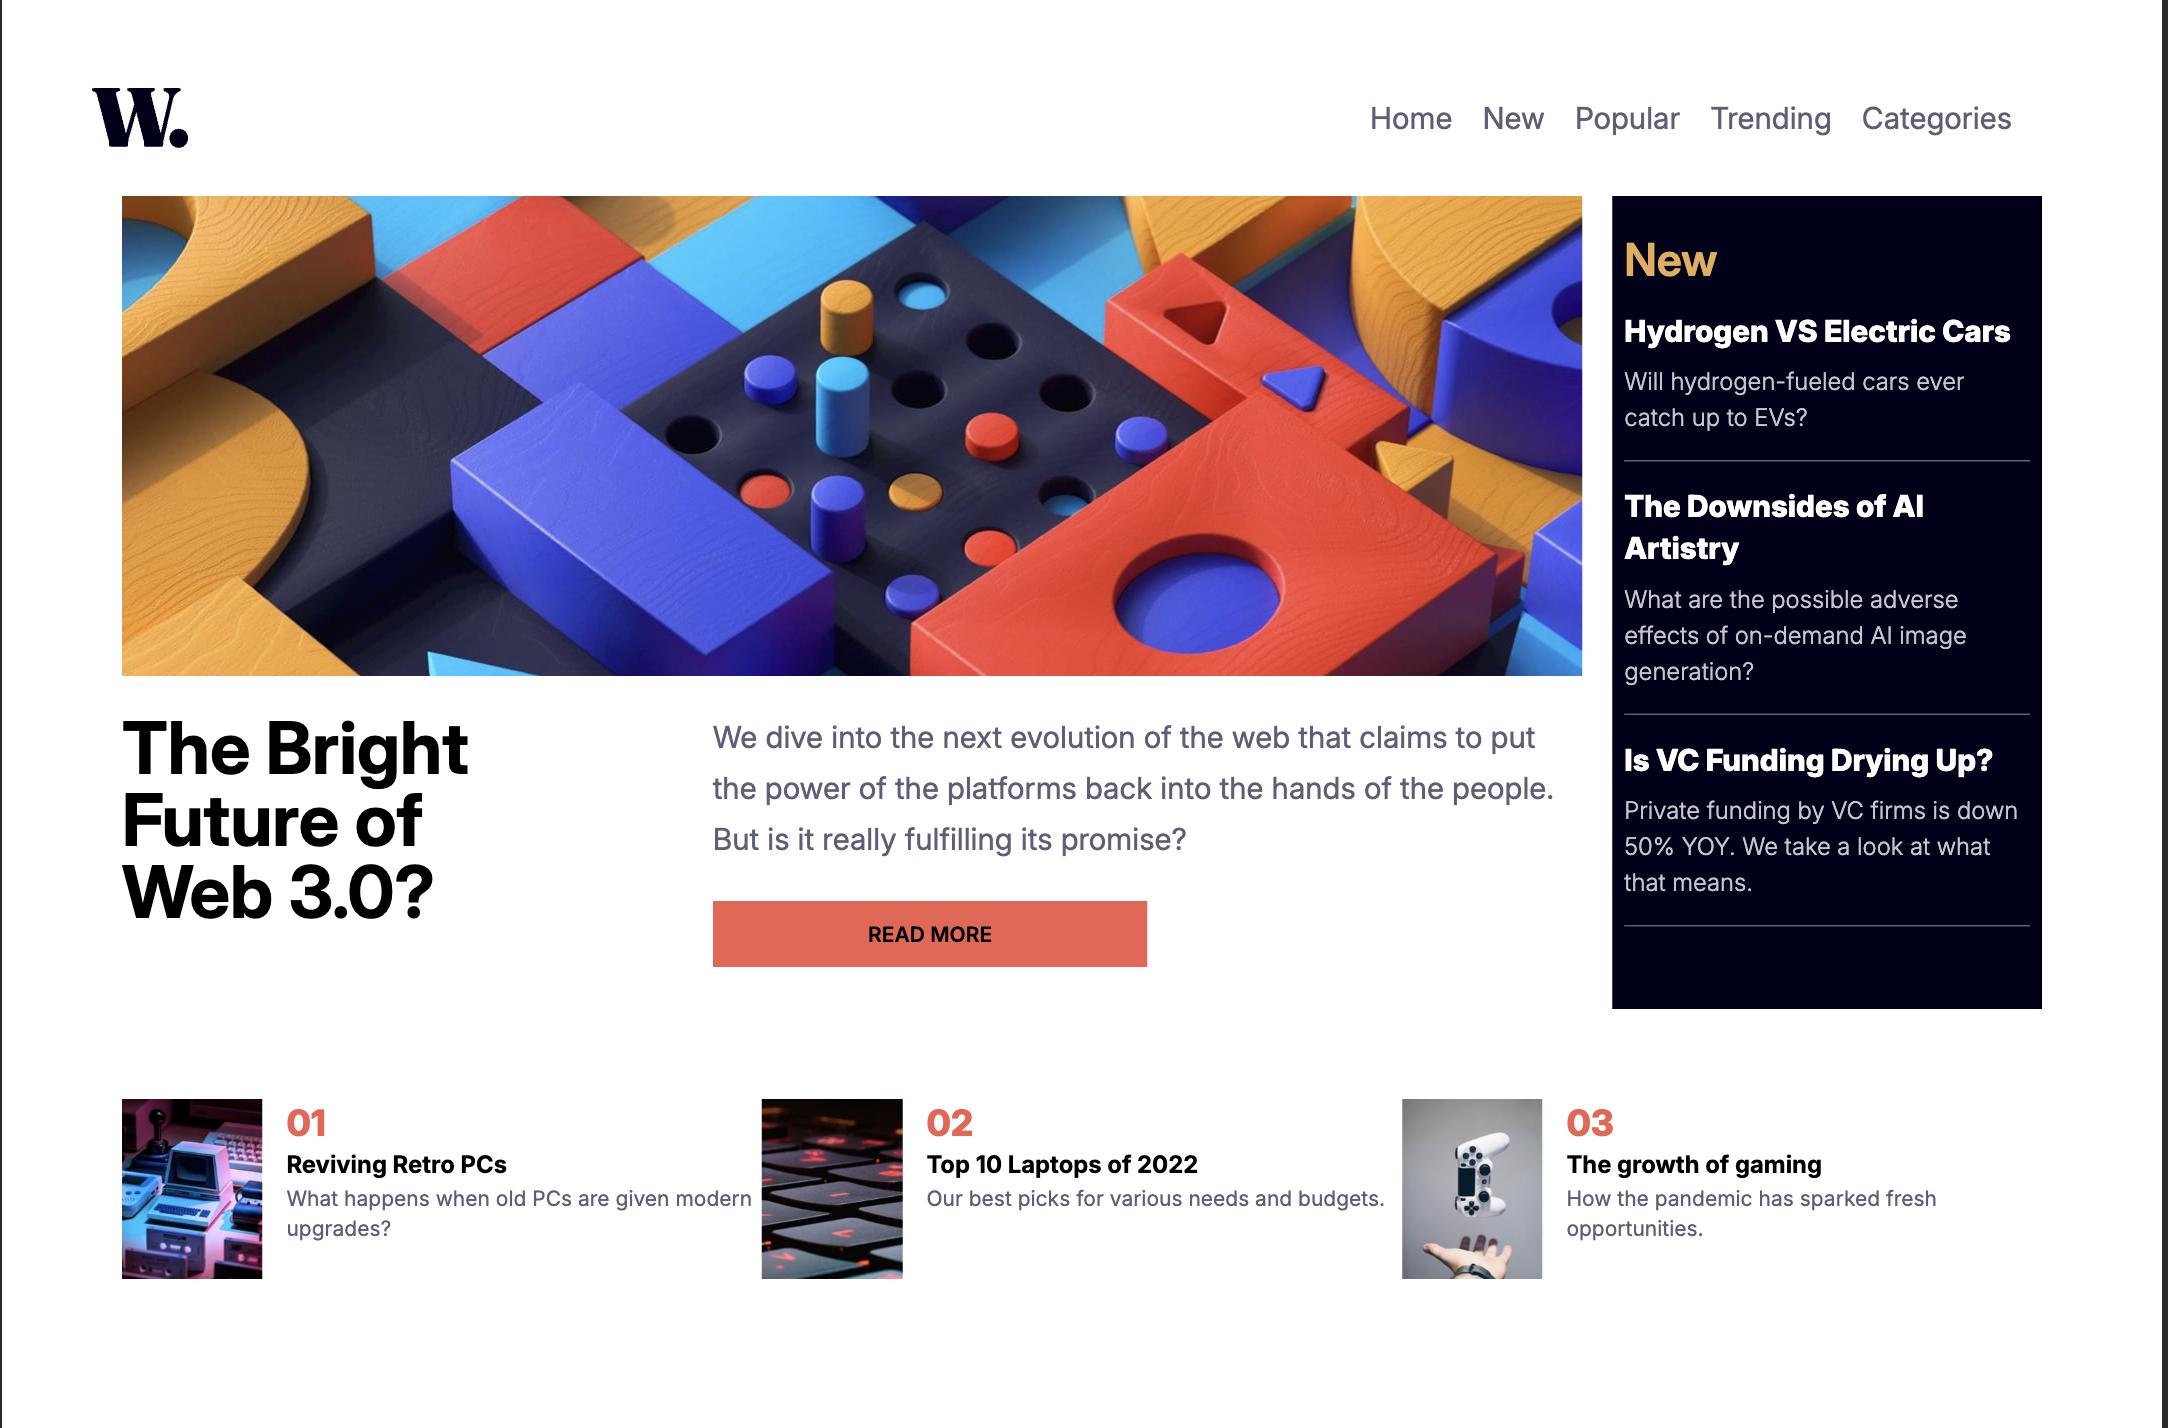 W.
Home New Popular Trending Categories
The Bright
Future of
Web 3.0?
We dive into the next evolution of the web that claims to put
the power of the platforms back into the hands of the people.
But is it really fulfilling its promise?
READ MORE
New
Hydrogen VS Electric Cars
Will hydrogen-fueled cars ever
catch up to EVs?
The Downsides of AI
Artistry
What are the possible adverse
effects of on-demand AI image
generation?
Is VC Funding Drying Up?
Private funding by VC firms is down
50% YOY. We take a look at what
that means.
01
Reviving Retro PCs
What happens when old PCs are given modern
upgrades?
02
Top 10 Laptops of 2022
Our best picks for various needs and budgets.
03
The growth of gaming
How the pandemic has sparked fresh
opportunities.